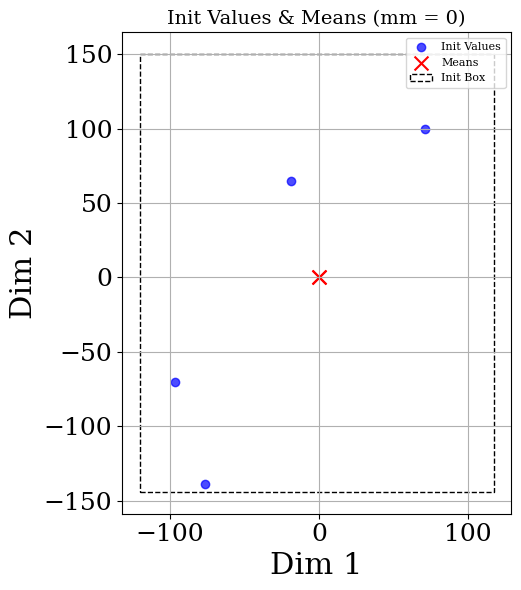 Init Values & Means (mm = 0)
Init Values
Means
Init Box
150
100
50
0
−50
−100
−150
Dim 2
−100
0
100
Dim 1